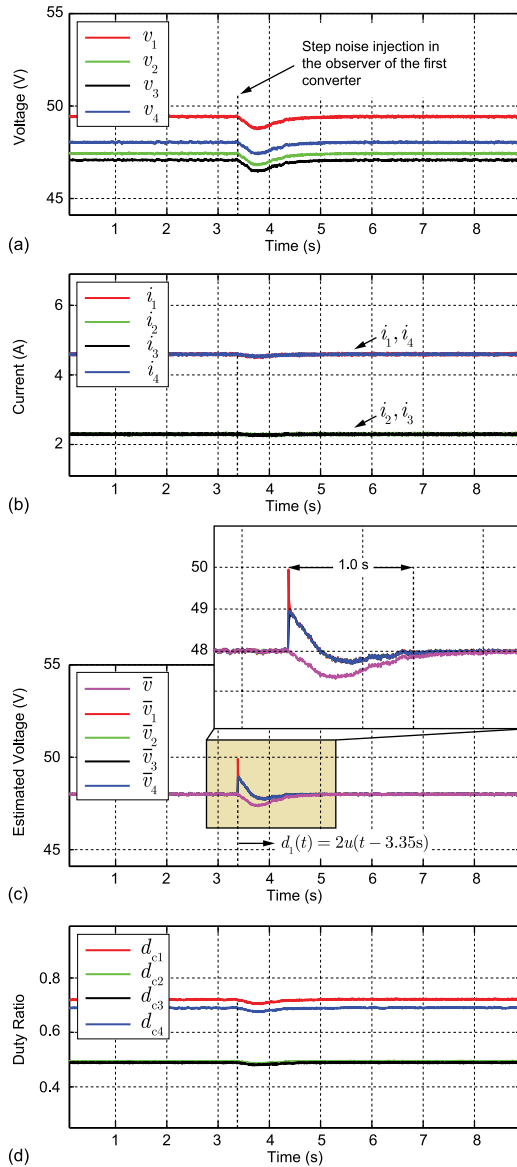 55
v₁
v₂
v₃
v₄
Step noise injection in
the observer of the first
converter
50
45
Voltage (V)
1 2 3 4 5 6 7 8
Time (s)
(a)
6
i₁
i₂
i₃
i₄
i₁, i₄
4
i₂, i₃
2
Current (A)
1 2 3 4 5 6 7 8
Time (s)
(b)
50
1.0 s
49
48
55
v̅
v̅₁
v̅₂
v̅₃
v̅₄
50
d₁(t) = 2u(t − 3.35s)
45
Estimated Voltage (V)
1 2 3 4 5 6 7 8
Time (s)
(c)
0.8
d_c1
d_c2
d_c3
d_c4
0.6
0.4
Duty Ratio
1 2 3 4 5 6 7 8
Time (s)
(d)